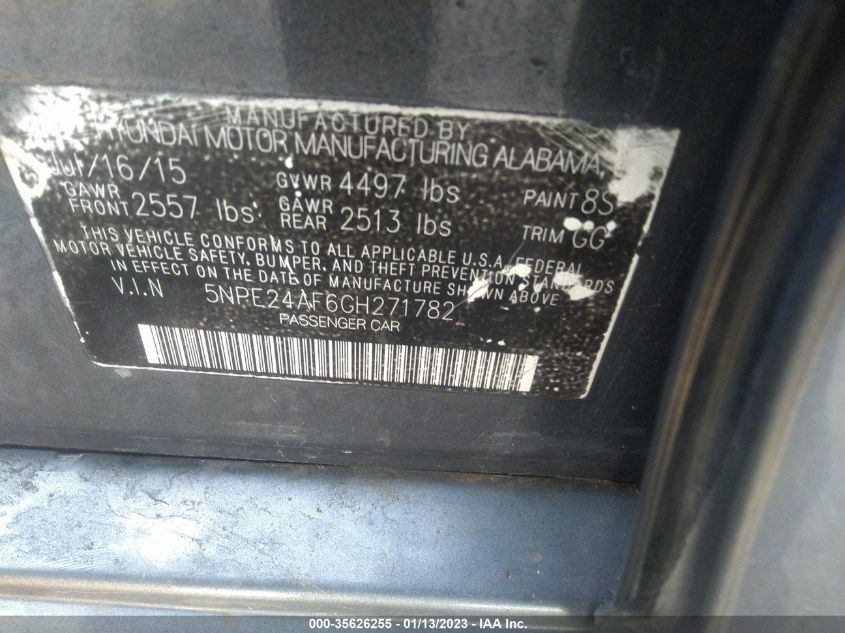 MANUFACTURED BY
HYUNDAI MOTOR MANUFACTURING ALABAMA,
JUL/16/15 GVWR 4497 lbs PAINT 8S
GAWR FRONT 2557 lbs GAWR REAR 2513 lbs TRIM GG
THIS VEHICLE CONFORMS TO ALL APPLICABLE U.S.A. FEDERAL
MOTOR VEHICLE SAFETY, BUMPER, AND THEFT PREVENTION STANDARDS
IN EFFECT ON THE DATE OF MANUFACTURE SHOWN ABOVE.
V.I.N 5NPE24AF6GH271782
PASSENGER CAR
000-35626255 - 01/13/2023 - IAA Inc.